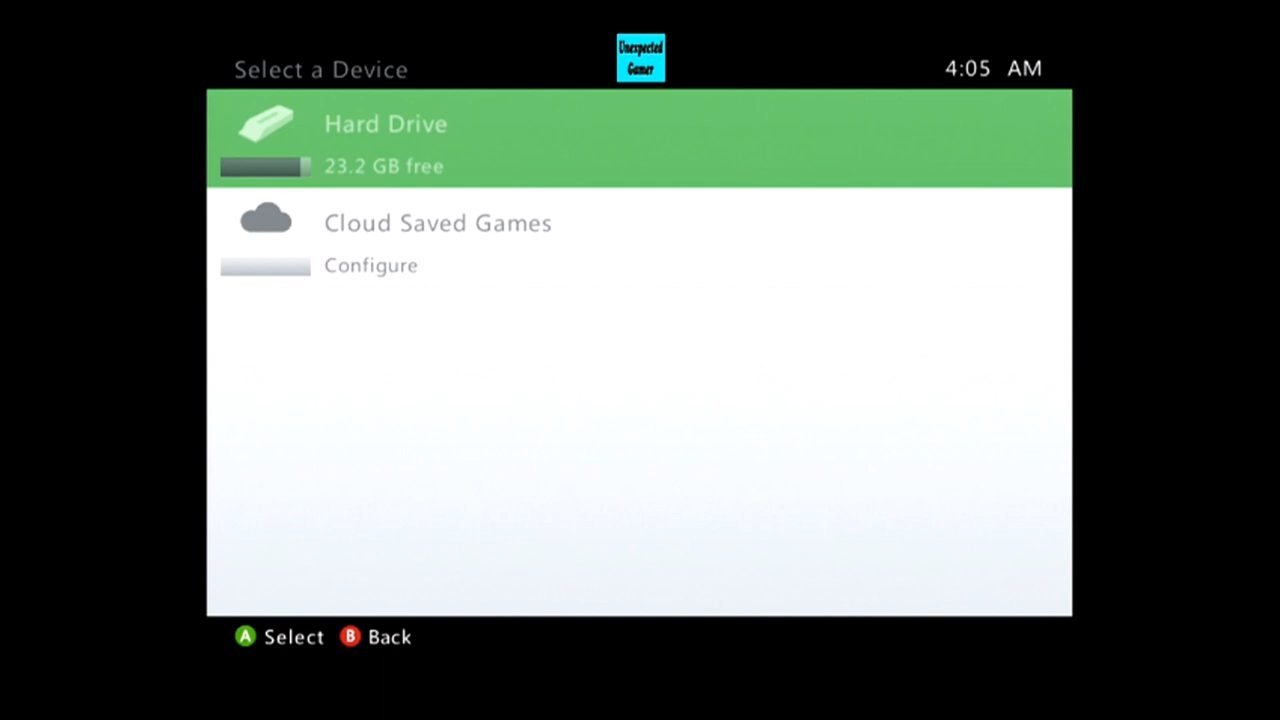 Unexpected
Gamer
Select a Device
4:05 AM
Hard Drive
23.2 GB free
Cloud Saved Games
Configure
A Select B Back